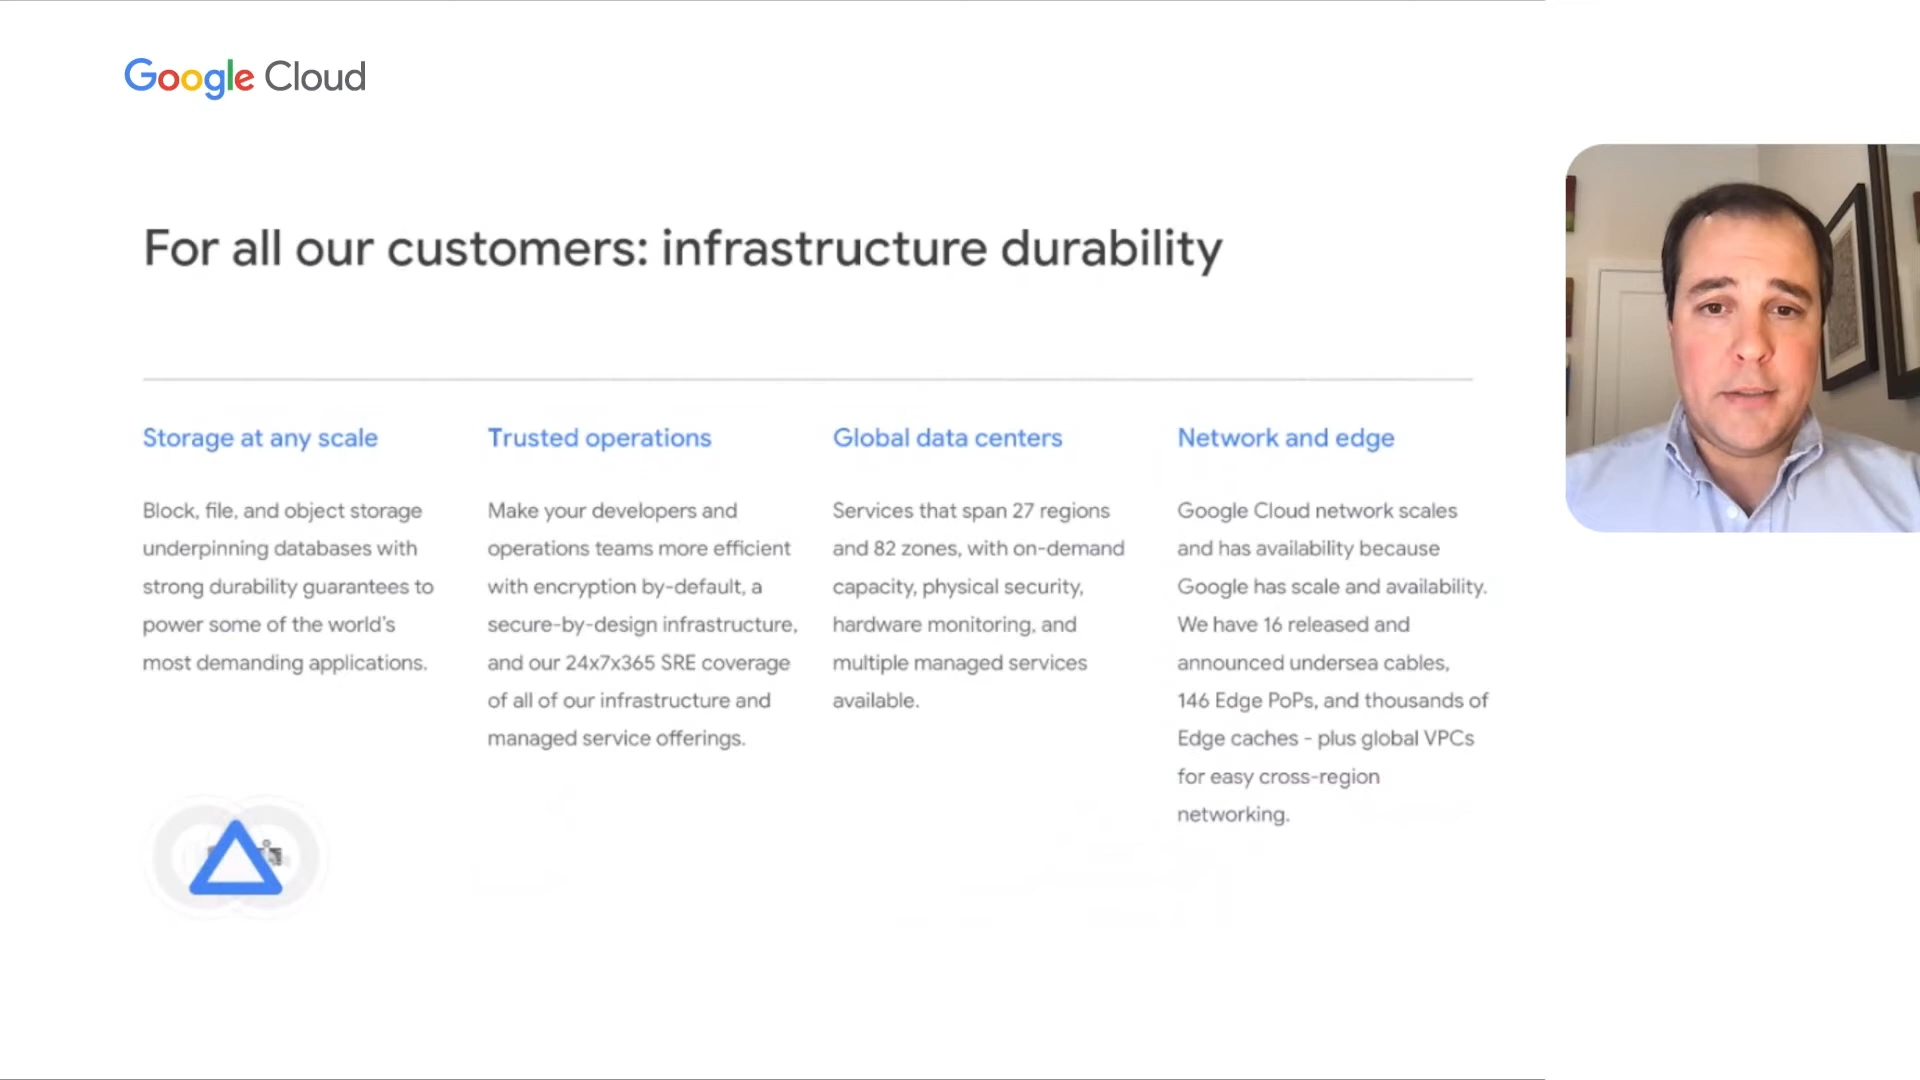 Google Cloud
For all our customers: infrastructure durability
Storage at any scale
Block, file, and object storage
underpinning databases with
strong durability guarantees to
power some of the world's
most demanding applications.
Trusted operations
Make your developers and
operations teams more efficient
with encryption by-default, a
secure-by-design infrastructure,
and our 24x7x365 SRE coverage
of all of our infrastructure and
managed service offerings.
Global data centers
Services that span 27 regions
and 82 zones, with on-demand
capacity, physical security,
hardware monitoring, and
multiple managed services
available.
Network and edge
Google Cloud network scales
and has availability because
Google has scale and availability.
We have 16 released and
announced undersea cables,
146 Edge PoPs, and thousands of
Edge caches - plus global VPCs
for easy cross-region
networking.